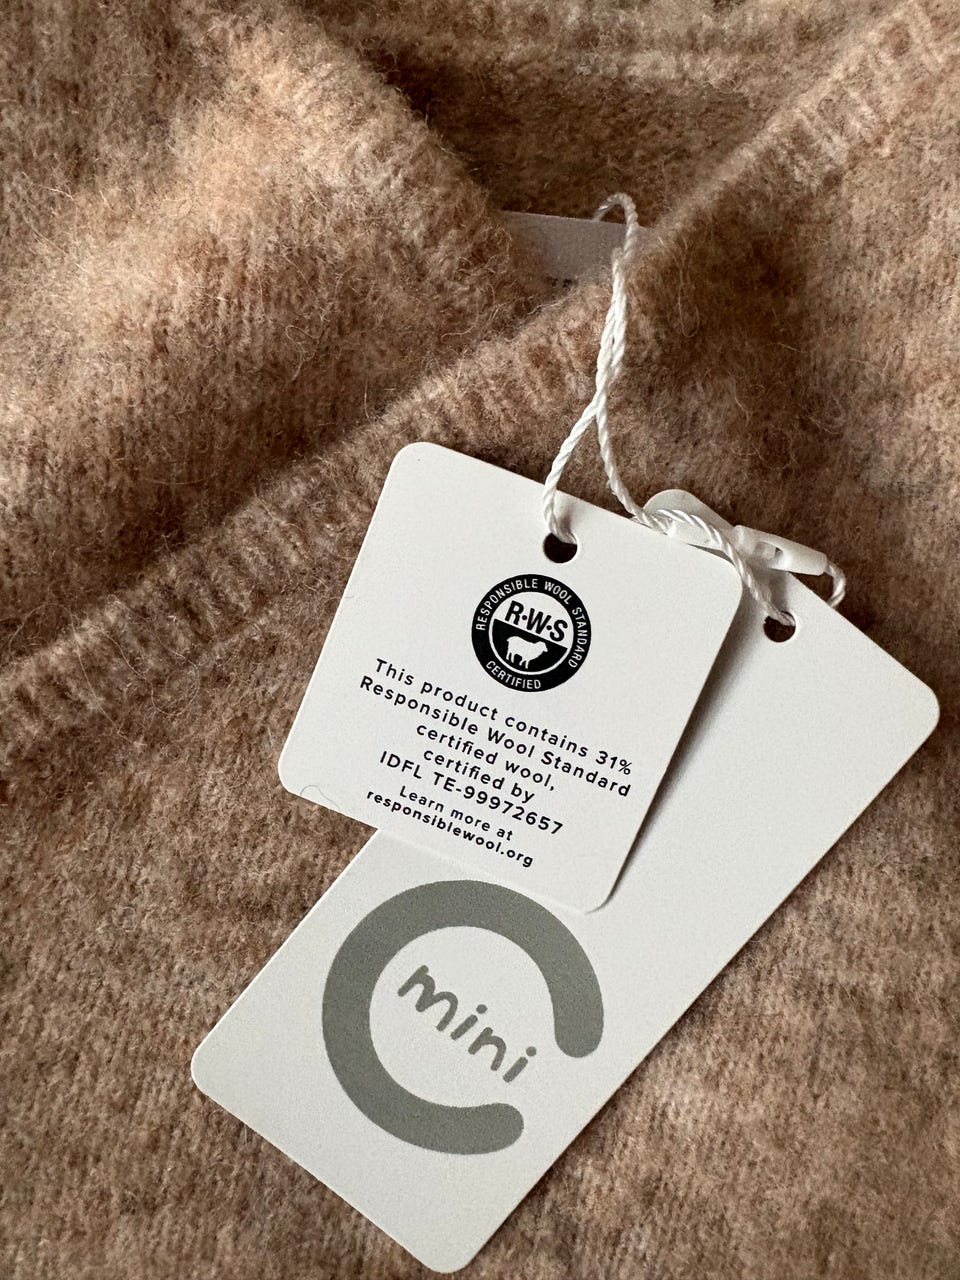 RESPONSIBLE WOOL STANDARD
R·W·S
CERTIFIED
This product contains 31%
Responsible Wool Standard
certified wool,
certified by
IDFL TE-99972657
Learn more at
responsiblewool.org
mini